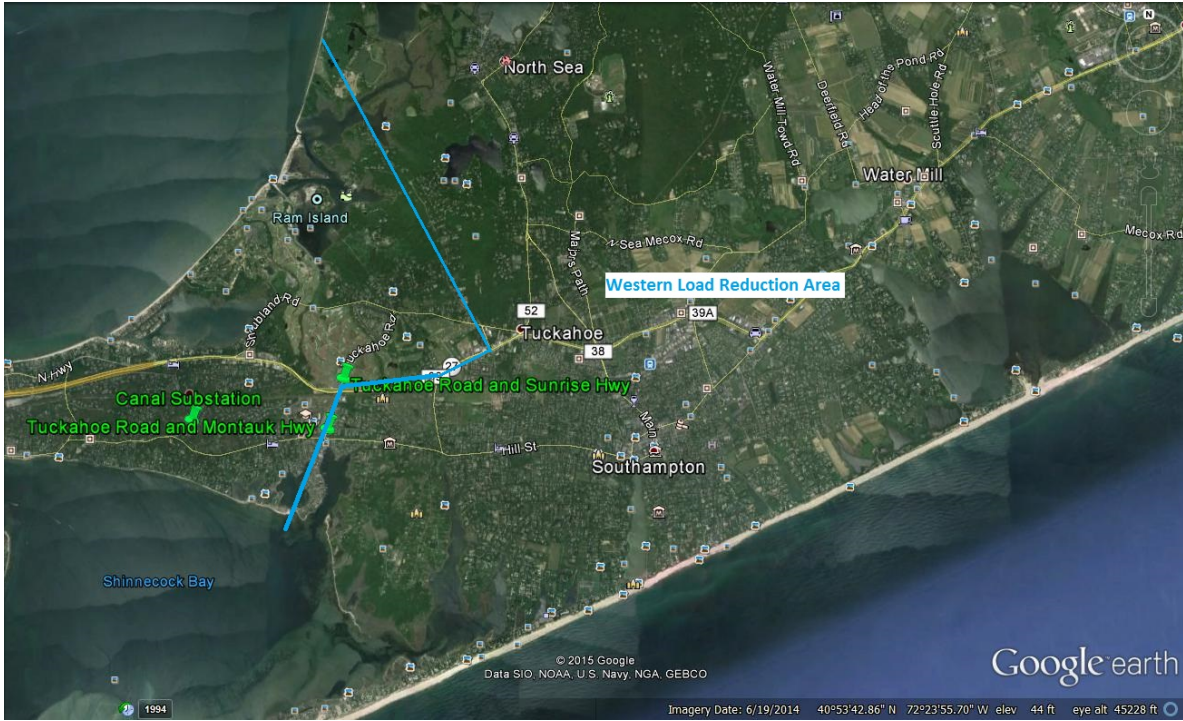 North Sea
Head of the Pond Rd
Water Mill Towd Rd
Deerfield Rd
Scuttle Hole Rd
N
Water Mill
Ram Island
Majors Path
N Sea Mecox Rd
Mecox Rd
Western Load Reduction Area
Shrubland Rd
Tuckahoe Rd
52
Tuckahoe
39A
38
N Hwy
27
Tuckahoe Road and Sunrise Hwy
Canal Substation
Tuckahoe Road and Montauk Hwy
Hill St
Main
Southampton
Shinnecock Bay
© 2015 Google
Data SIO, NOAA, U.S. Navy, NGA, GEBCO
Google earth
1994
Imagery Date: 6/19/2014 40°53'42.86" N 72°23'55.70" W elev 44 ft eye alt 45228 ft